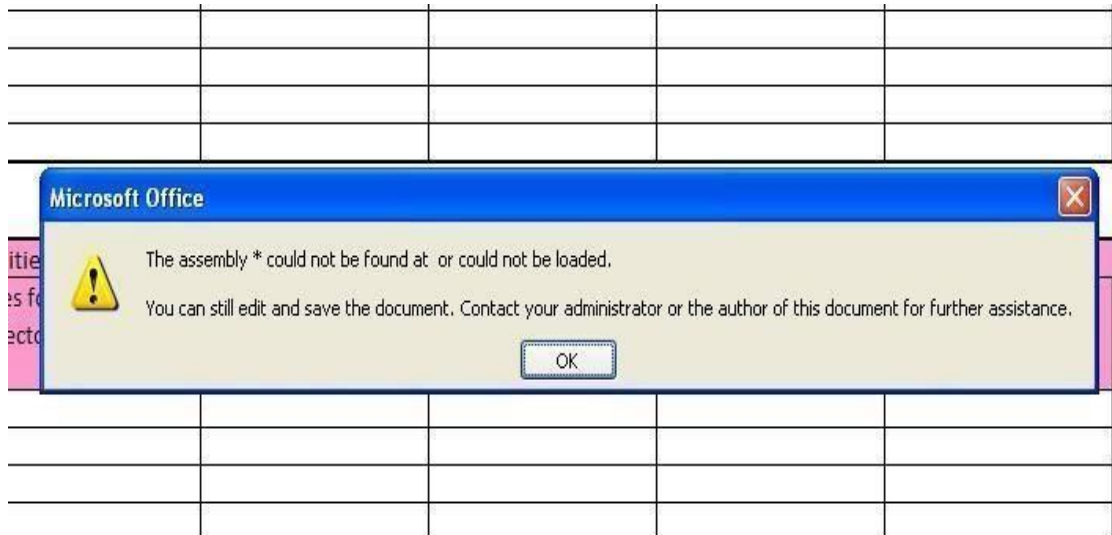 Microsoft Office
The assembly * could not be found at or could not be loaded.
You can still edit and save the document. Contact your administrator or the author of this document for further assistance.
OK